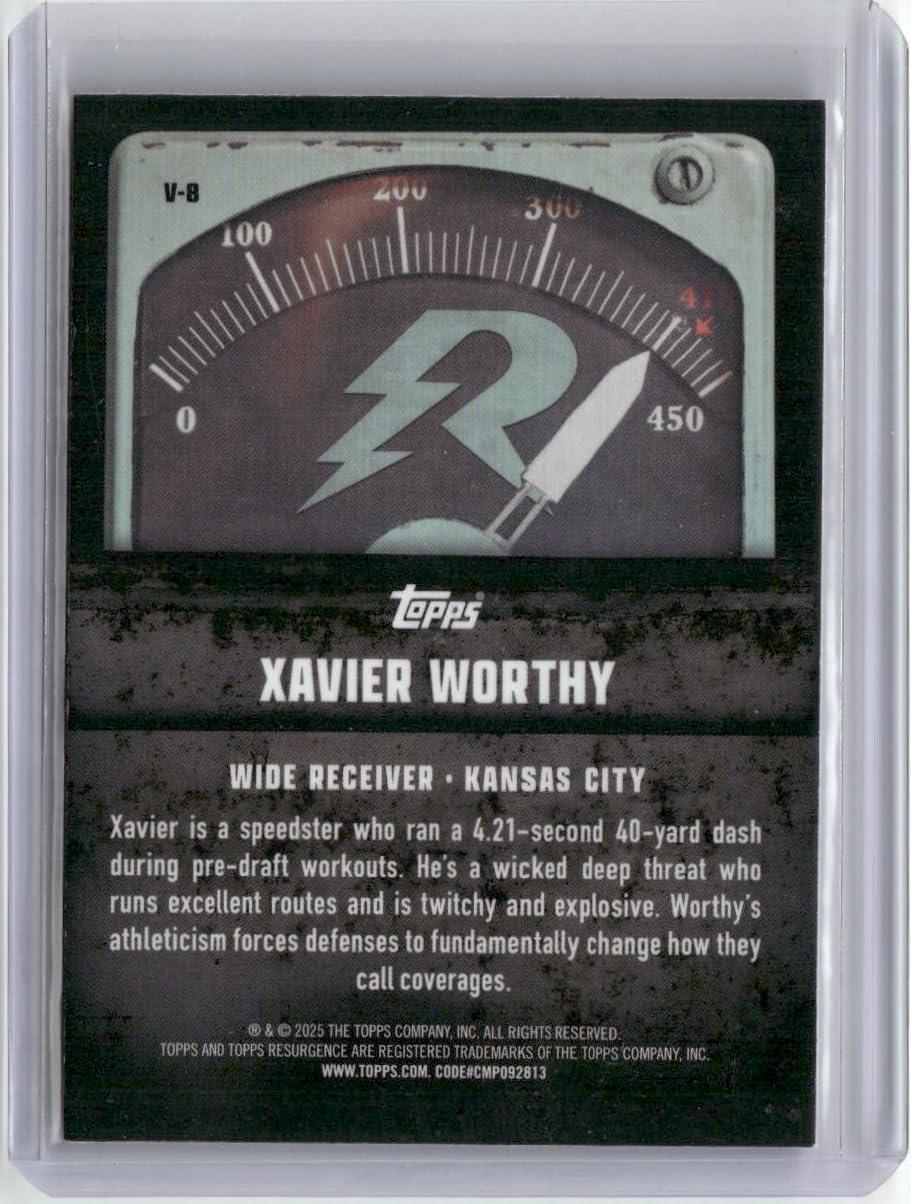 V-8
100
200
300
0
450
R
TOPPS
XAVIER WORTHY
WIDE RECEIVER · KANSAS CITY
Xavier is a speedster who ran a 4.21-second 40-yard dash
during pre-draft workouts. He's a wicked deep threat who
runs excellent routes and is twitchy and explosive. Worthy's
athleticism forces defenses to fundamentally change how they
call coverages.
® & © 2025 THE TOPPS COMPANY, INC. ALL RIGHTS RESERVED.
TOPPS AND TOPPS RESURGENCE ARE REGISTERED TRADEMARKS OF THE TOPPS COMPANY, INC.
WWW.TOPPS.COM. CODE#CMP092813